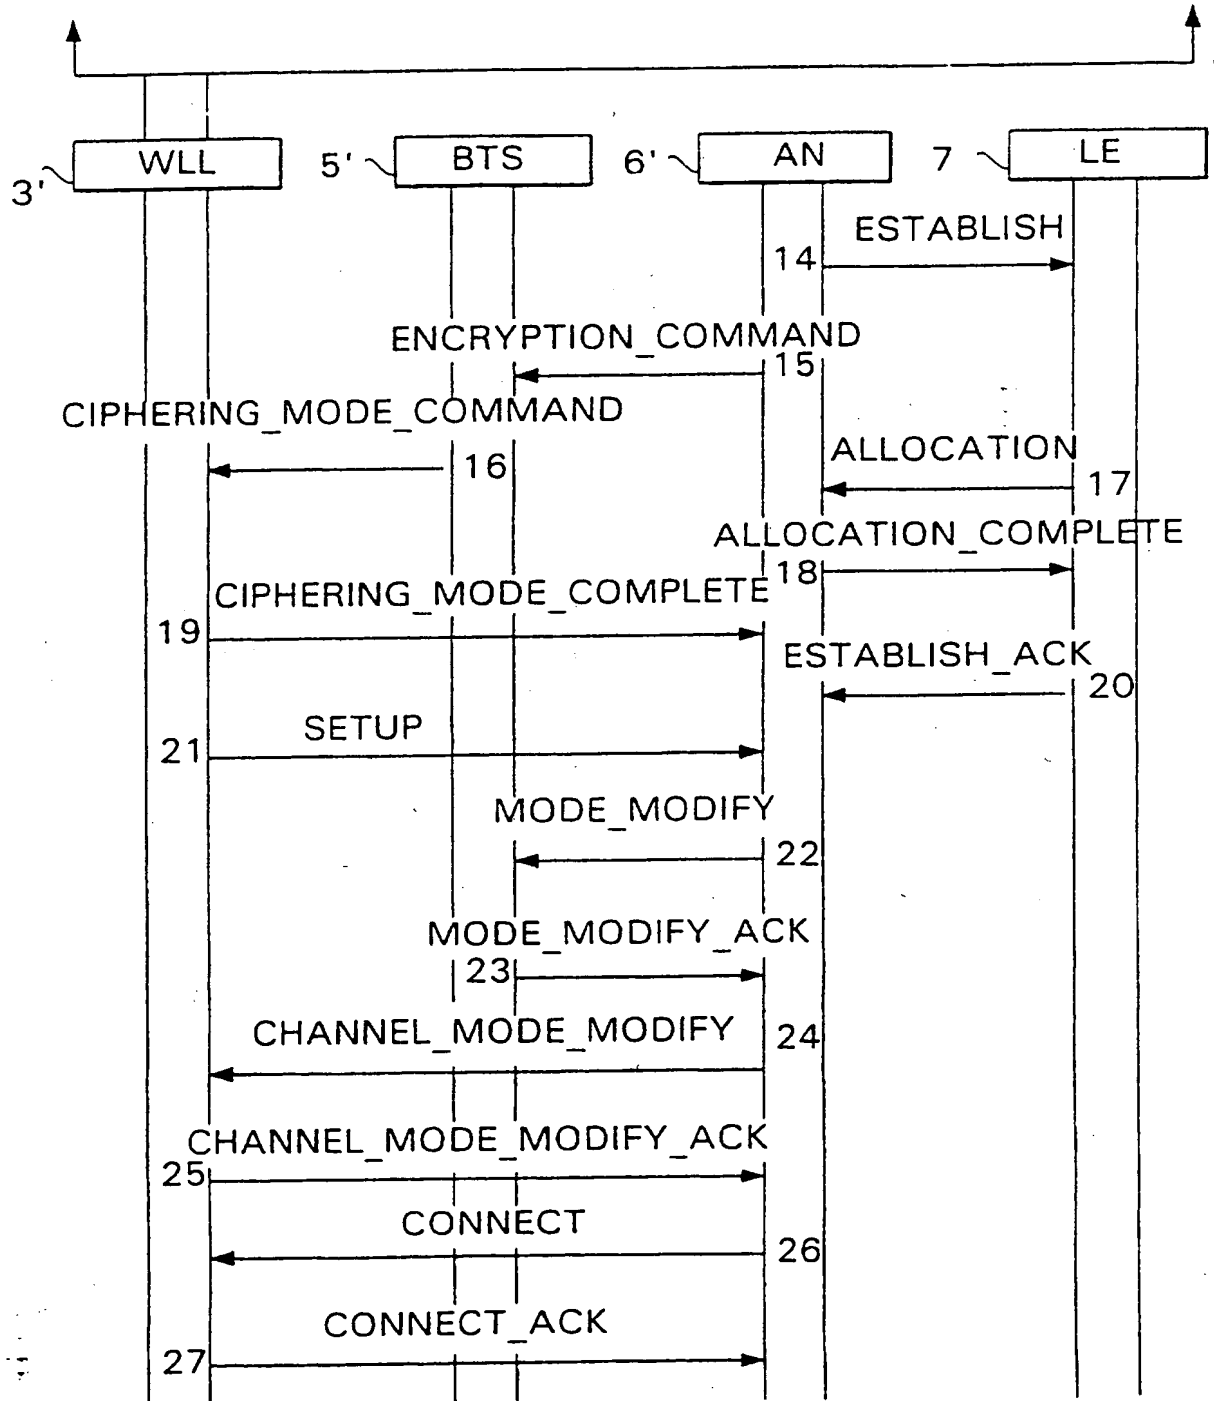 WLL
3'
5'
BTS
6'
AN
7
LE
ESTABLISH
14
ENCRYPTION_COMMAND
15
CIPHERING_MODE_COMMAND
16
ALLOCATION
17
ALLOCATION_COMPLETE
18
CIPHERING_MODE_COMPLETE
19
ESTABLISH_ACK
20
SETUP
21
MODE_MODIFY
22
MODE_MODIFY_ACK
23
CHANNEL_MODE_MODIFY
24
CHANNEL_MODE_MODIFY_ACK
25
CONNECT
26
CONNECT_ACK
27